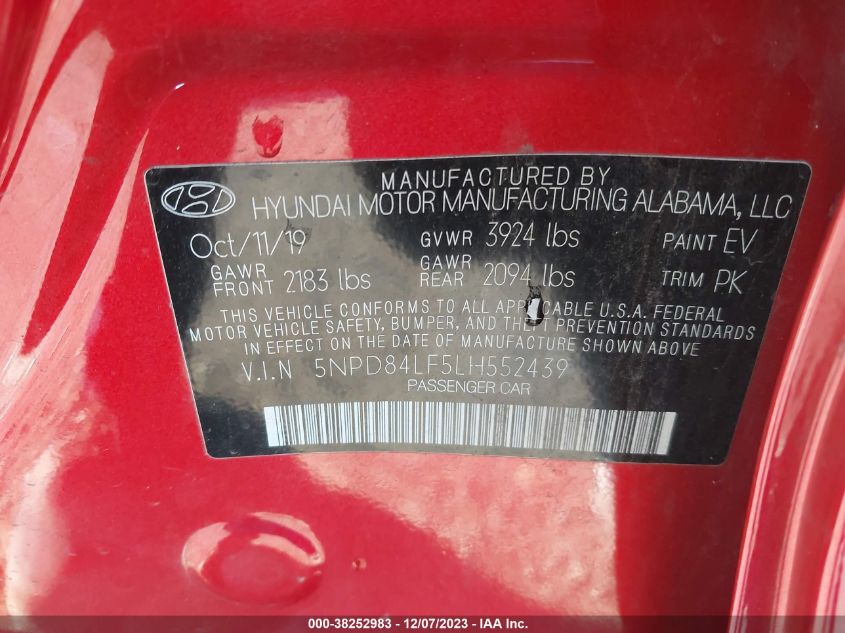 MANUFACTURED BY
HYUNDAI MOTOR MANUFACTURING ALABAMA, LLC
Oct/11/19 GVWR 3924 lbs PAINT EV
GAWR FRONT 2183 lbs GAWR REAR 2094 lbs TRIM PK
THIS VEHICLE CONFORMS TO ALL APPLICABLE U.S.A. FEDERAL
MOTOR VEHICLE SAFETY, BUMPER, AND THEFT PREVENTION STANDARDS
IN EFFECT ON THE DATE OF MANUFACTURE SHOWN ABOVE
V.I.N 5NPD84LF5LH552439
PASSENGER CAR
000-38252983 - 12/07/2023 - IAA Inc.